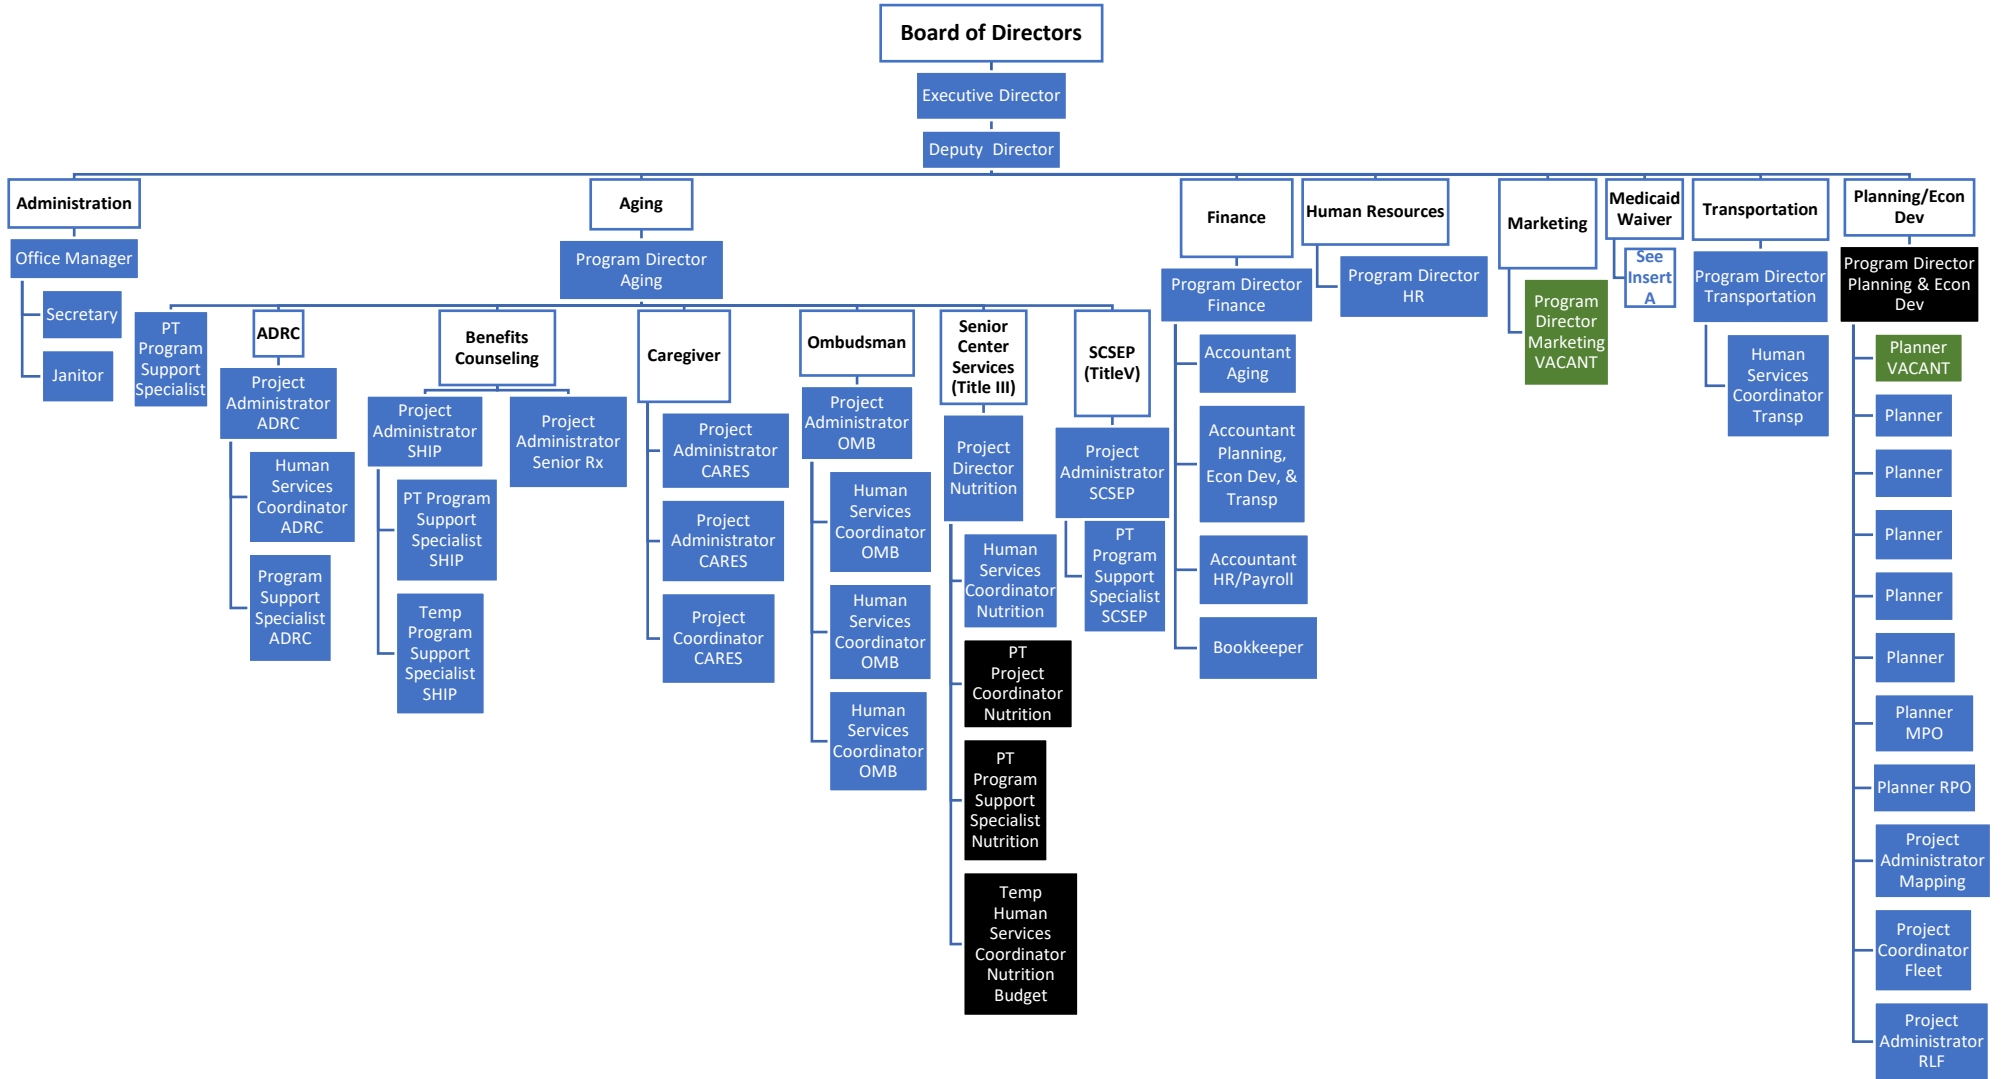 Board of Directors
Executive Director
Deputy Director
Administration
Office Manager
Secretary
Janitor
Aging
Program Director
Aging
PT
Program
Support
Specialist
ADRC
Project
Administrator
ADRC
Human
Services
Coordinator
ADRC
Program
Support
Specialist
ADRC
Benefits
Counseling
Project
Administrator
SHIP
PT Program
Support
Specialist
SHIP
Temp
Program
Support
Specialist
SHIP
Project
Administrator
Senior Rx
Caregiver
Project
Administrator
CARES
Project
Administrator
CARES
Project
Coordinator
CARES
Ombudsman
Project
Administrator
OMB
Human
Services
Coordinator
OMB
Human
Services
Coordinator
OMB
Human
Services
Coordinator
OMB
Senior
Center
Services
(Title III)
Project
Director
Nutrition
Human
Services
Coordinator
Nutrition
PT
Project
Coordinator
Nutrition
PT
Program
Support
Specialist
Nutrition
Temp
Human
Services
Coordinator
Nutrition
Budget
SCSEP
(TitleV)
Project
Administrator
SCSEP
PT
Program
Support
Specialist
SCSEP
Finance
Program Director
Finance
Accountant
Aging
Accountant
Planning,
Econ Dev, &
Transp
Accountant
HR/Payroll
Bookkeeper
Human Resources
Program Director
HR
Marketing
Program
Director
Marketing
VACANT
Medicaid
Waiver
See
Insert
A
Transportation
Program Director
Transportation
Human
Services
Coordinator
Transp
Planning/Econ
Dev
Program Director
Planning & Econ
Dev
Planner
VACANT
Planner
Planner
Planner
Planner
Planner
Planner
MPO
Planner RPO
Project
Administrator
Mapping
Project
Coordinator
Fleet
Project
Administrator
RLF